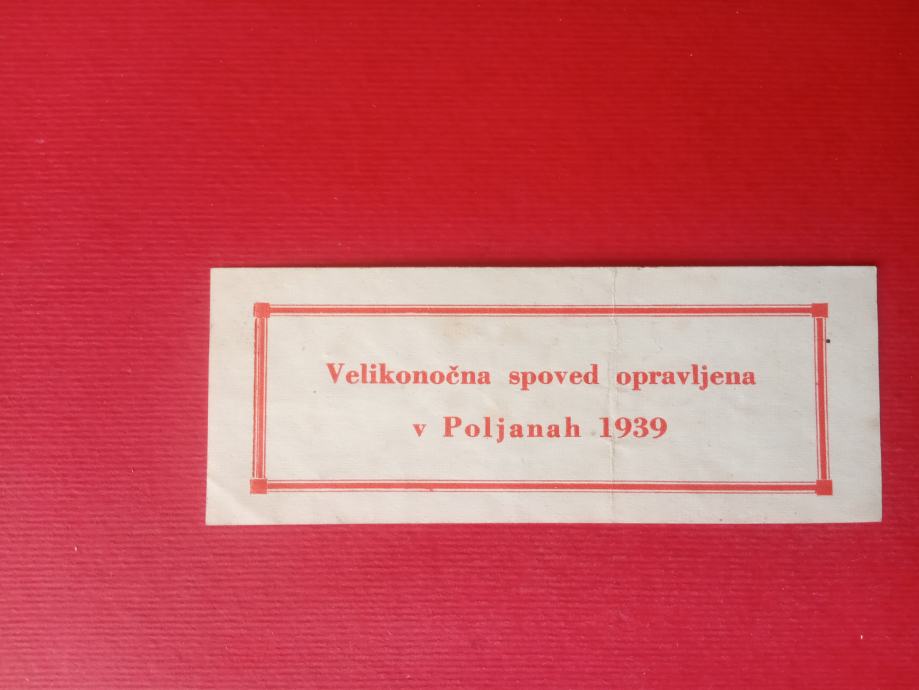 Velikonočna spoved opravljena
v Poljanah 1939